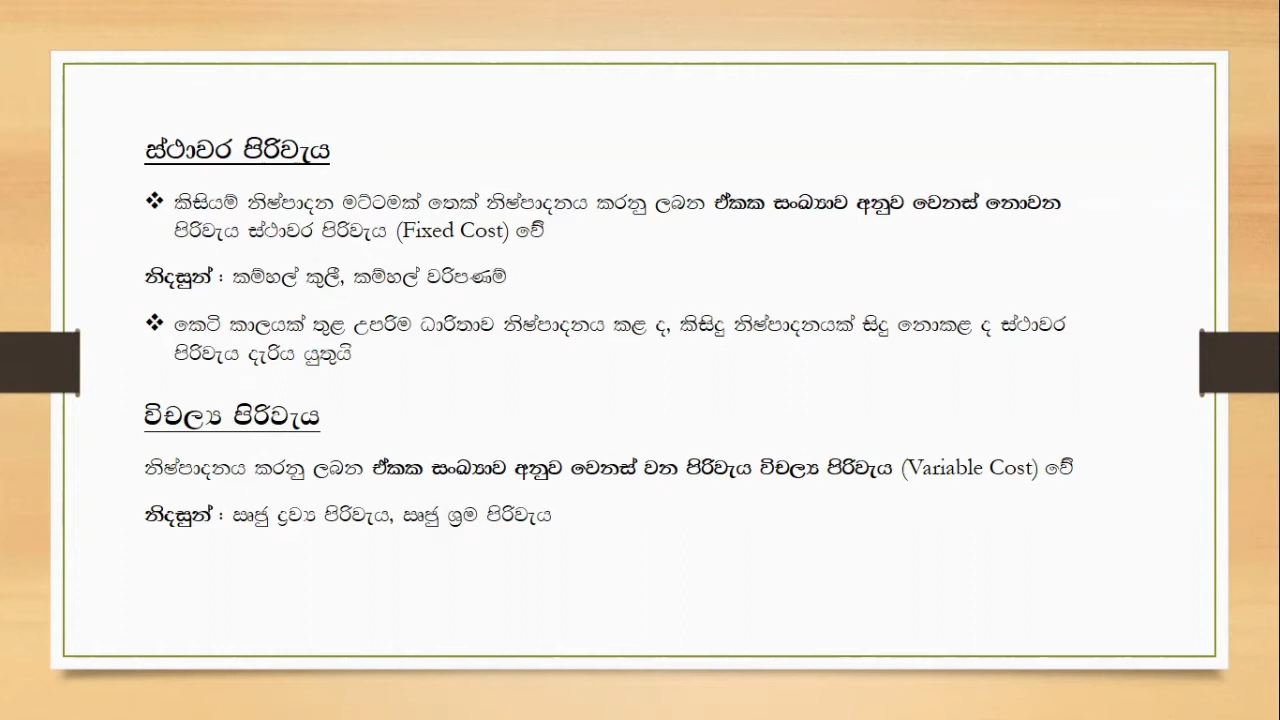 ස්ථාවර පිරිවැය
❖ කිසියම් නිෂ්පාදන මට්ටමක් තෙක් නිෂ්පාදනය කරනු ලබන ඒකක සංඛ්‍යාව අනුව වෙනස් නොවන
පිරිවැය ස්ථාවර පිරිවැය (Fixed Cost) වේ
නිදසුන් : කම්හල් කුලී, කම්හල් වරිපණම්
❖ කෙටි කාලයක් තුළ උපරිම ධාරිතාව නිෂ්පාදනය කළ ද, කිසිදු නිෂ්පාදනයක් සිදු නොකළ ද ස්ථාවර
පිරිවැය දැරිය යුතුයි
විචල්‍ය පිරිවැය
නිෂ්පාදනය කරනු ලබන ඒකක සංඛ්‍යාව අනුව වෙනස් වන පිරිවැය විචල්‍ය පිරිවැය (Variable Cost) වේ
නිදසුන් : සෘජු ද්‍රව්‍ය පිරිවැය, සෘජු ශ්‍රම පිරිවැය